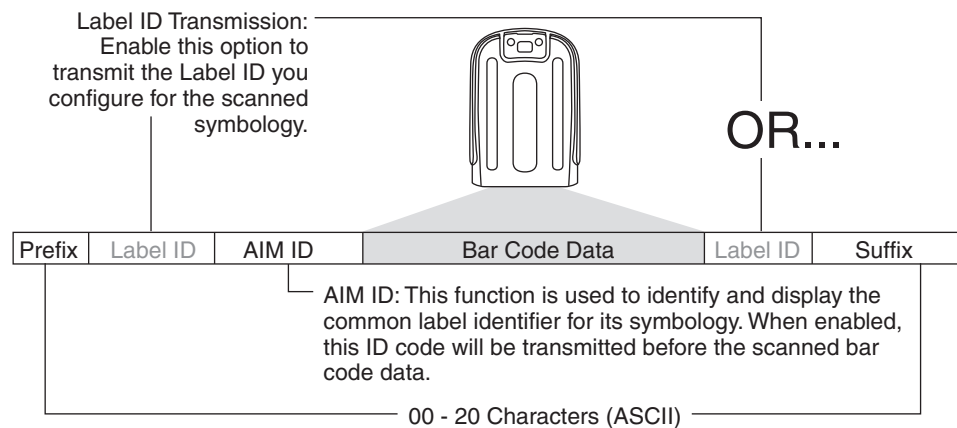 Label ID Transmission:
Enable this option to
transmit the Label ID you
configure for the scanned
symbology.
OR...
Prefix Label ID AIM ID Bar Code Data Label ID Suffix
AIM ID: This function is used to identify and display the
common label identifier for its symbology. When enabled,
this ID code will be transmitted before the scanned bar
code data.
00 - 20 Characters (ASCII)